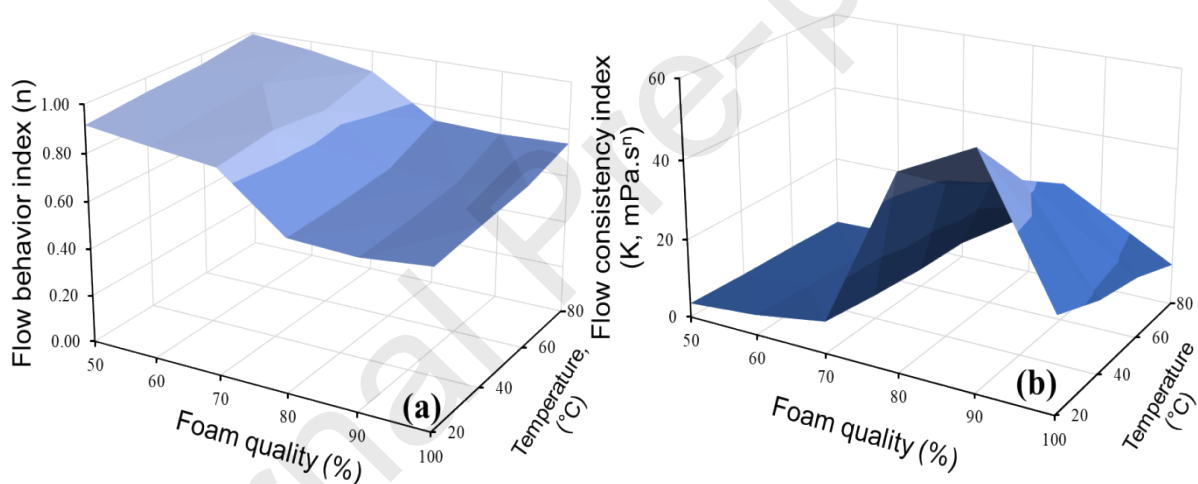 Flow behavior index (n)
1.00
0.80
0.60
0.40
0.20
0.00
50
60
70
80
90
100
Foam quality (%)
20
40
60
80
Temperature,
(°C)
(a)
Flow consistency index
(K, mPa.sⁿ)
60
40
20
0
50
60
70
80
90
100
Foam quality (%)
20
40
60
80
Temperature
(°C)
(b)
rnal Pre-p